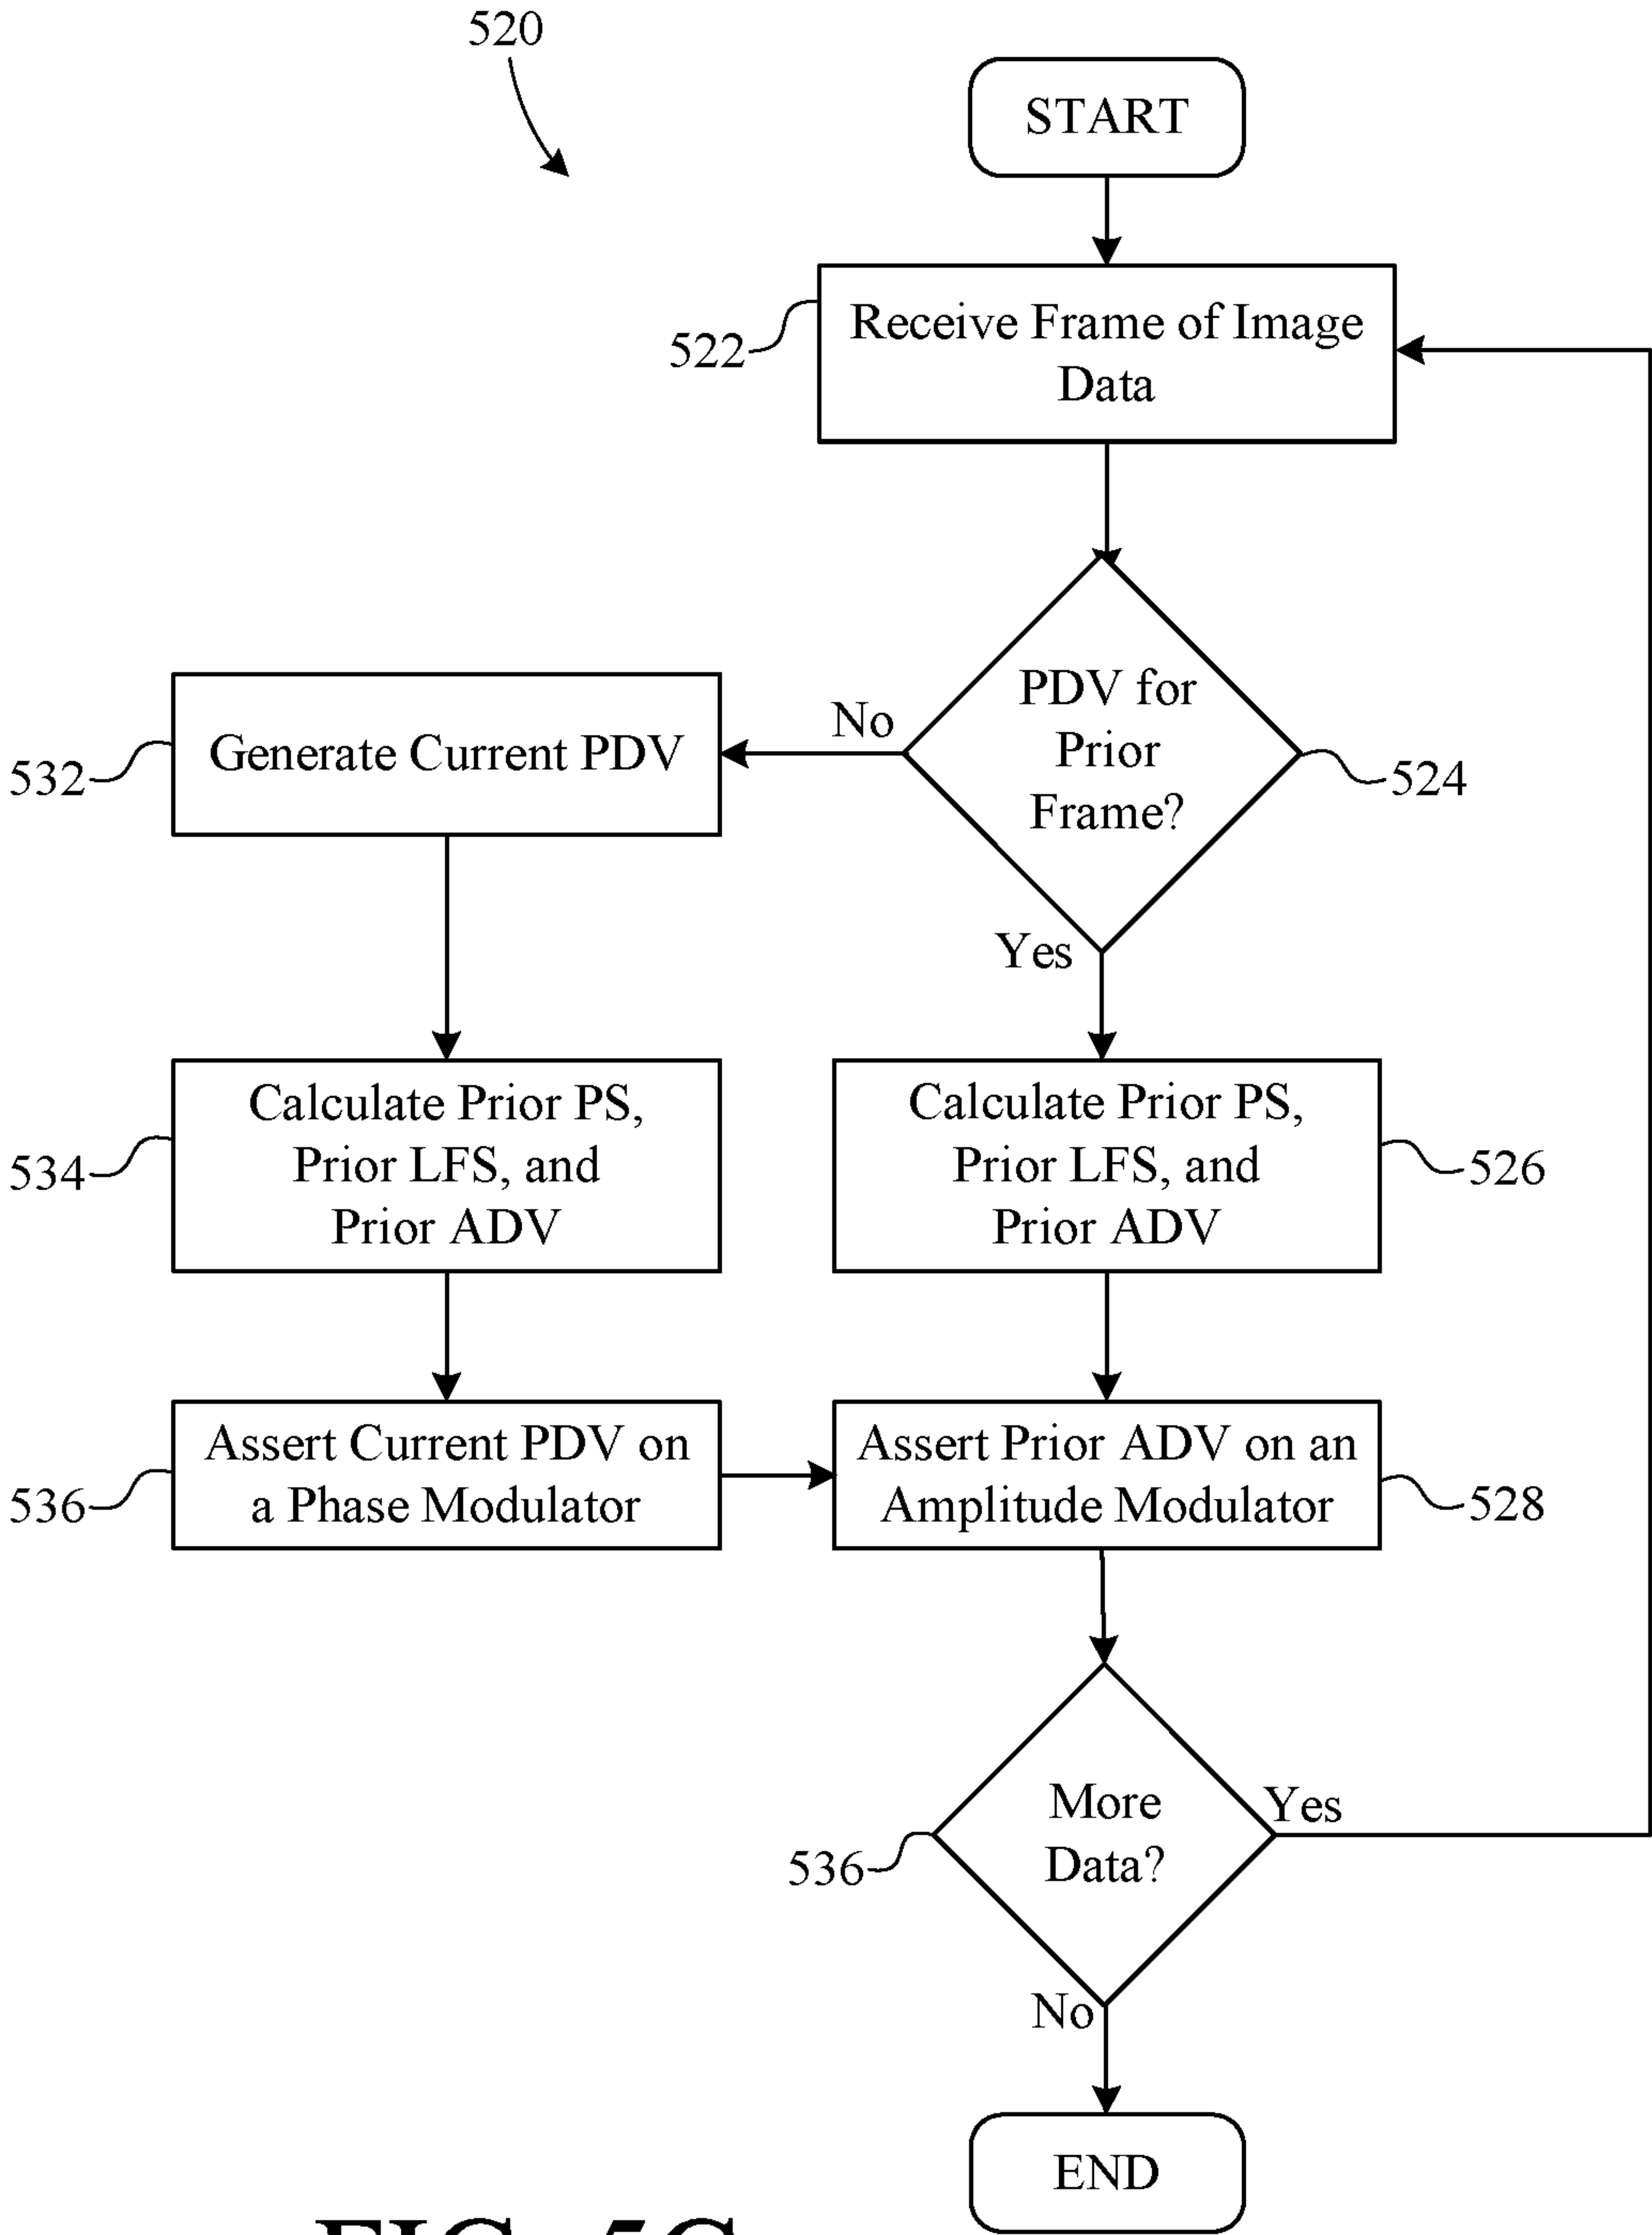 520
START
522
Receive Frame of Image
Data
PDV for
Prior
Frame?
524
No
Yes
532
Generate Current PDV
534
Calculate Prior PS,
Prior LFS, and
Prior ADV
Calculate Prior PS,
Prior LFS, and
Prior ADV
526
536
Assert Current PDV on
a Phase Modulator
Assert Prior ADV on an
Amplitude Modulator
528
536
More
Data?
Yes
No
END